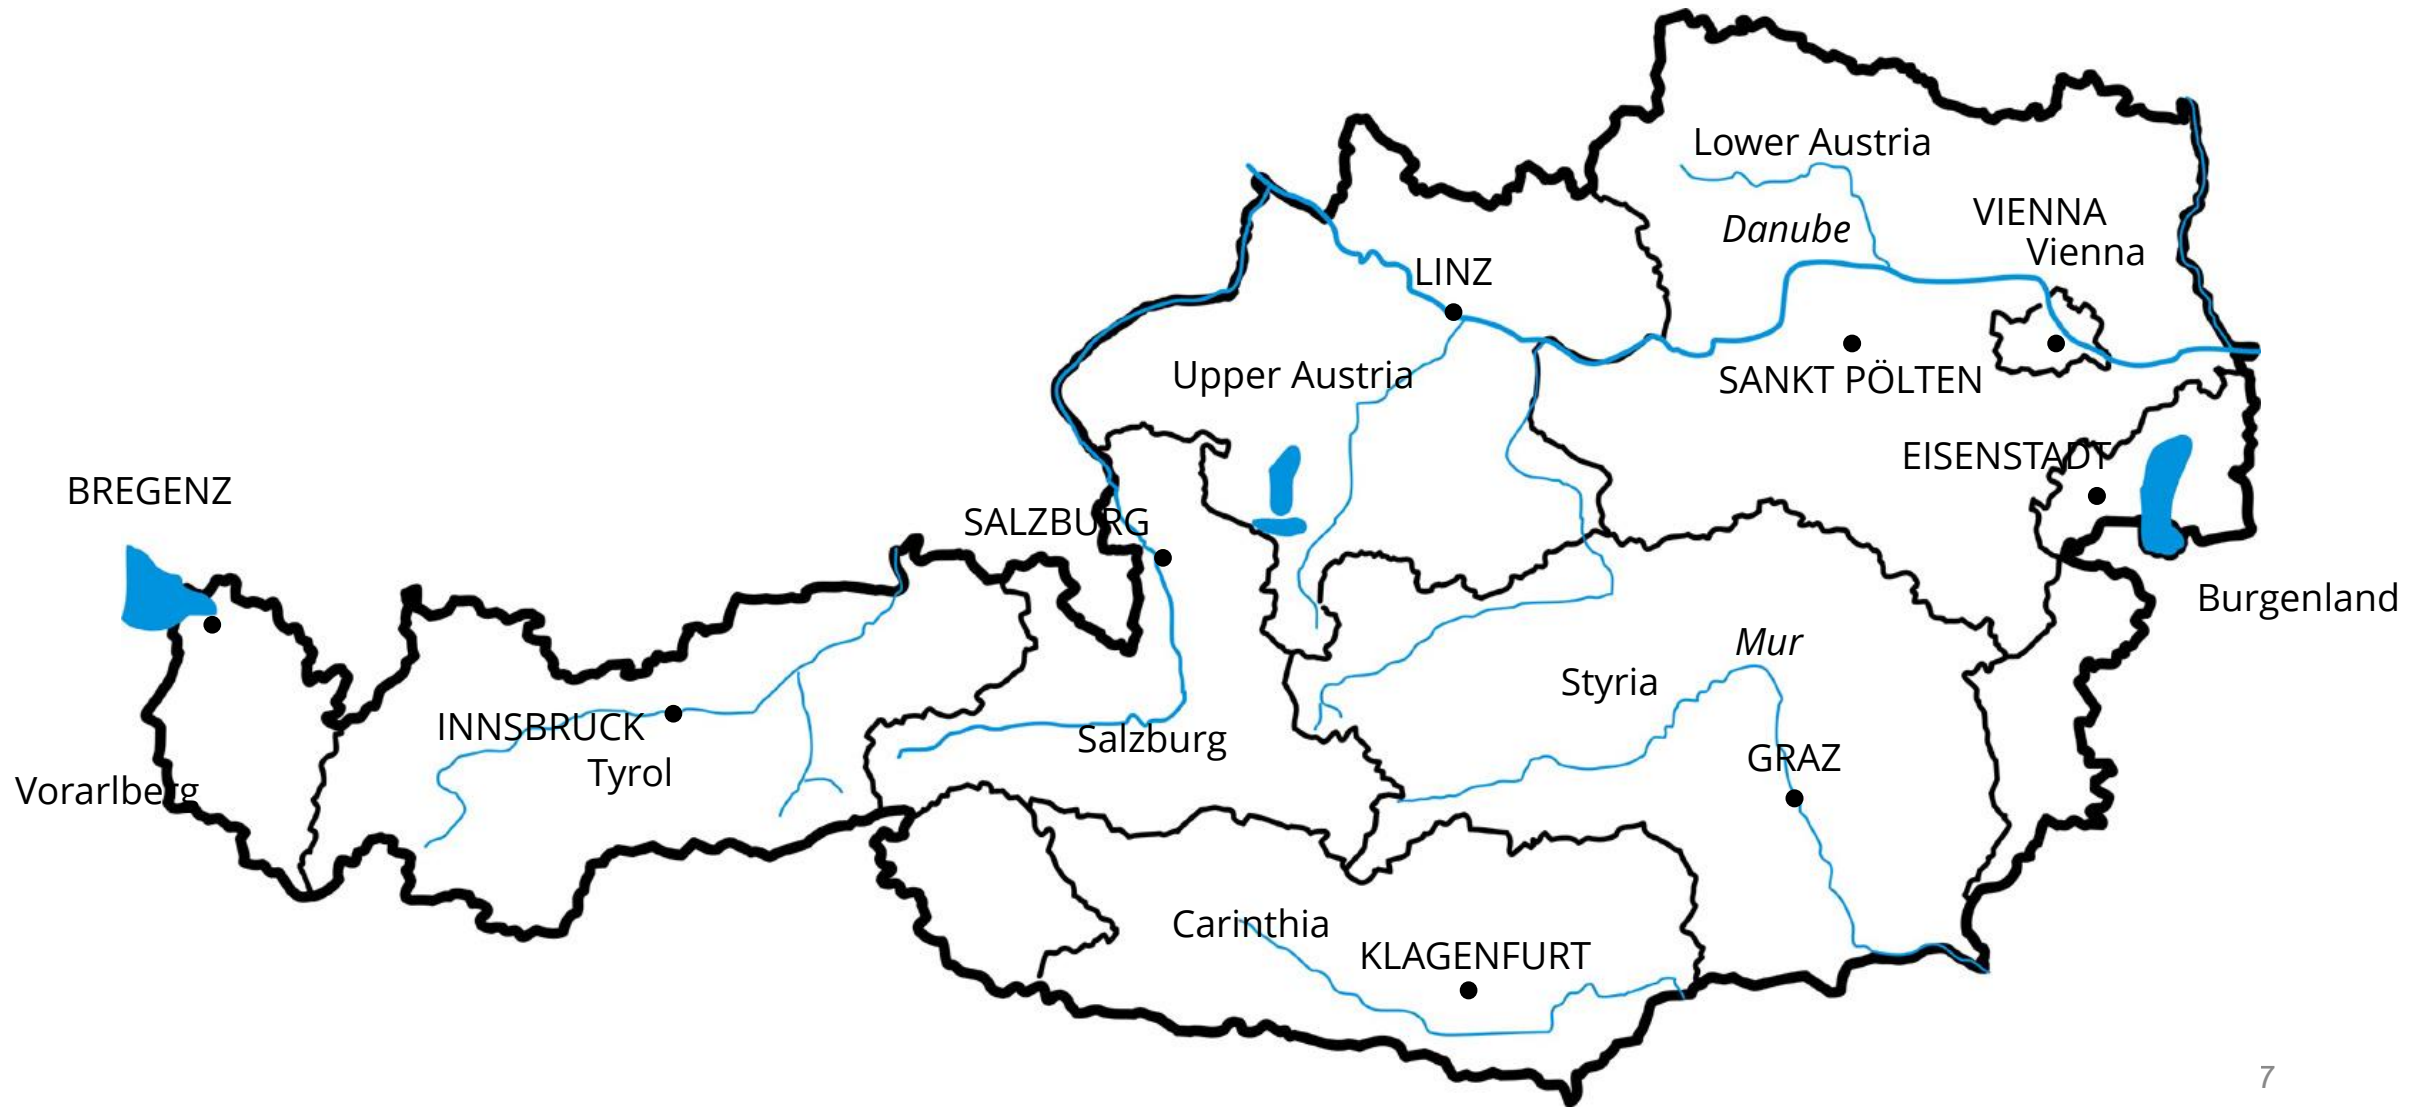 Lower Austria
VIENNA
Danube
Vienna
LINZ
Upper Austria
SANKT PÖLTEN
EISENSTADT
BREGENZ
SALZBURG
Burgenland
Mur
Styria
INNSBRUCK
Salzburg
GRAZ
Tyrol
Vorarlberg
Carinthia
KLAGENFURT
7